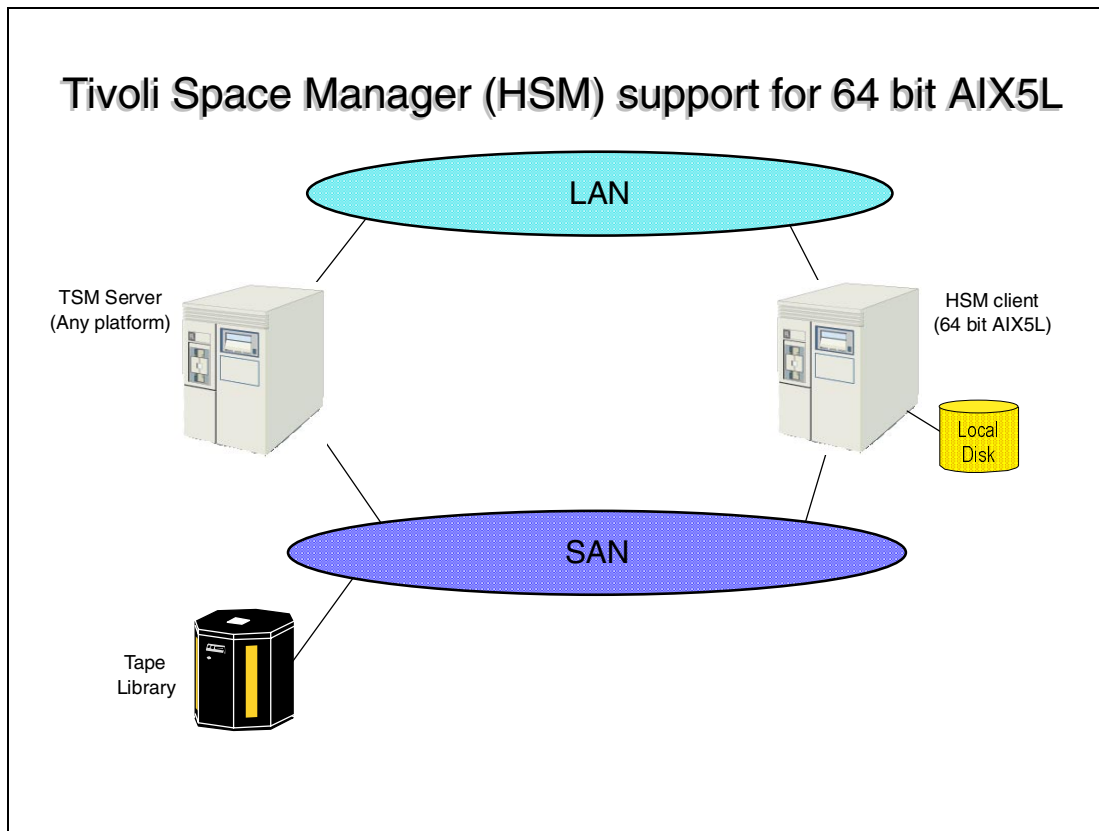 Tivoli Space Manager (HSM) support for 64 bit AIX5L
LAN
TSM Server
(Any platform)
HSM client
(64 bit AIX5L)
Local
Disk
SAN
Tape
Library